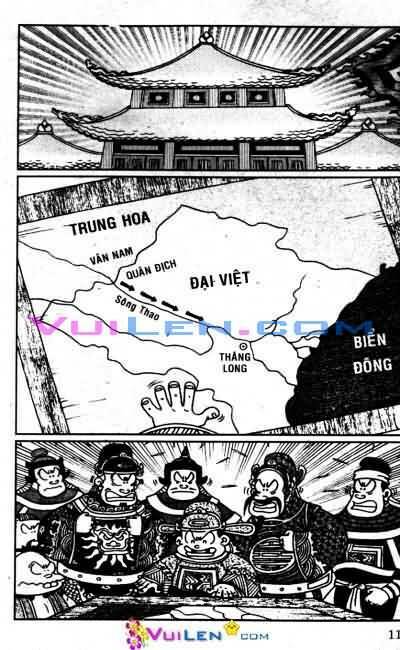 TRUNG HOA
VÂN NAM
QUÂN ĐỊCH
ĐẠI VIỆT
Sông Thao
VuiLen.com
THĂNG
LONG
BIỂN
ĐÔNG
11
VuiLen.com